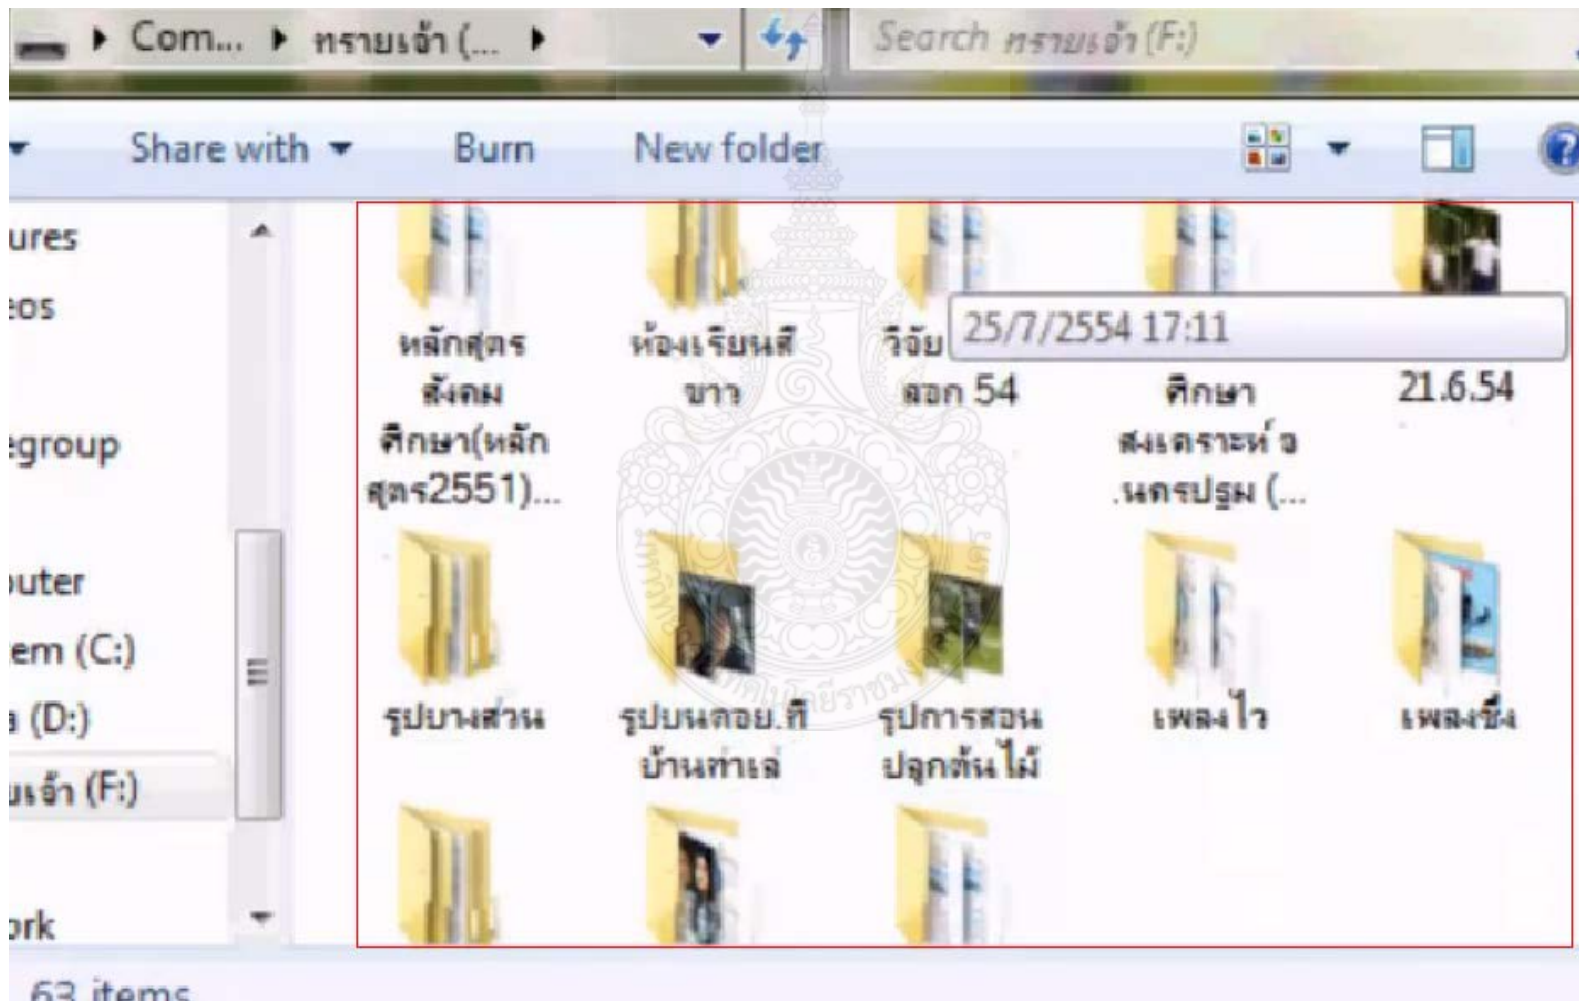 Com... ทรายเจ้า (...
Search ทรายเจ้า (F:)
Share with
Burn
New folder
ures
eos
egroup
outer
em (C:)
a (D:)
ยเจ้า (F:)
ork
หลักสูตร
สังคม
ศึกษา(หลัก
สูตร2551)...
ห้องเรียนสี
ขาว
วิจัย
ลอก 54
25/7/2554 17:11
ศึกษา
สงเคราะห์ จ
.นครปฐม (...
21.6.54
รูปบางส่วน
รูปบนดอย.ที่
บ้านท่าเล่
รูปการสอน
ปลูกต้นไม้
เพลงไว
เพลงซึ้ง
63 items